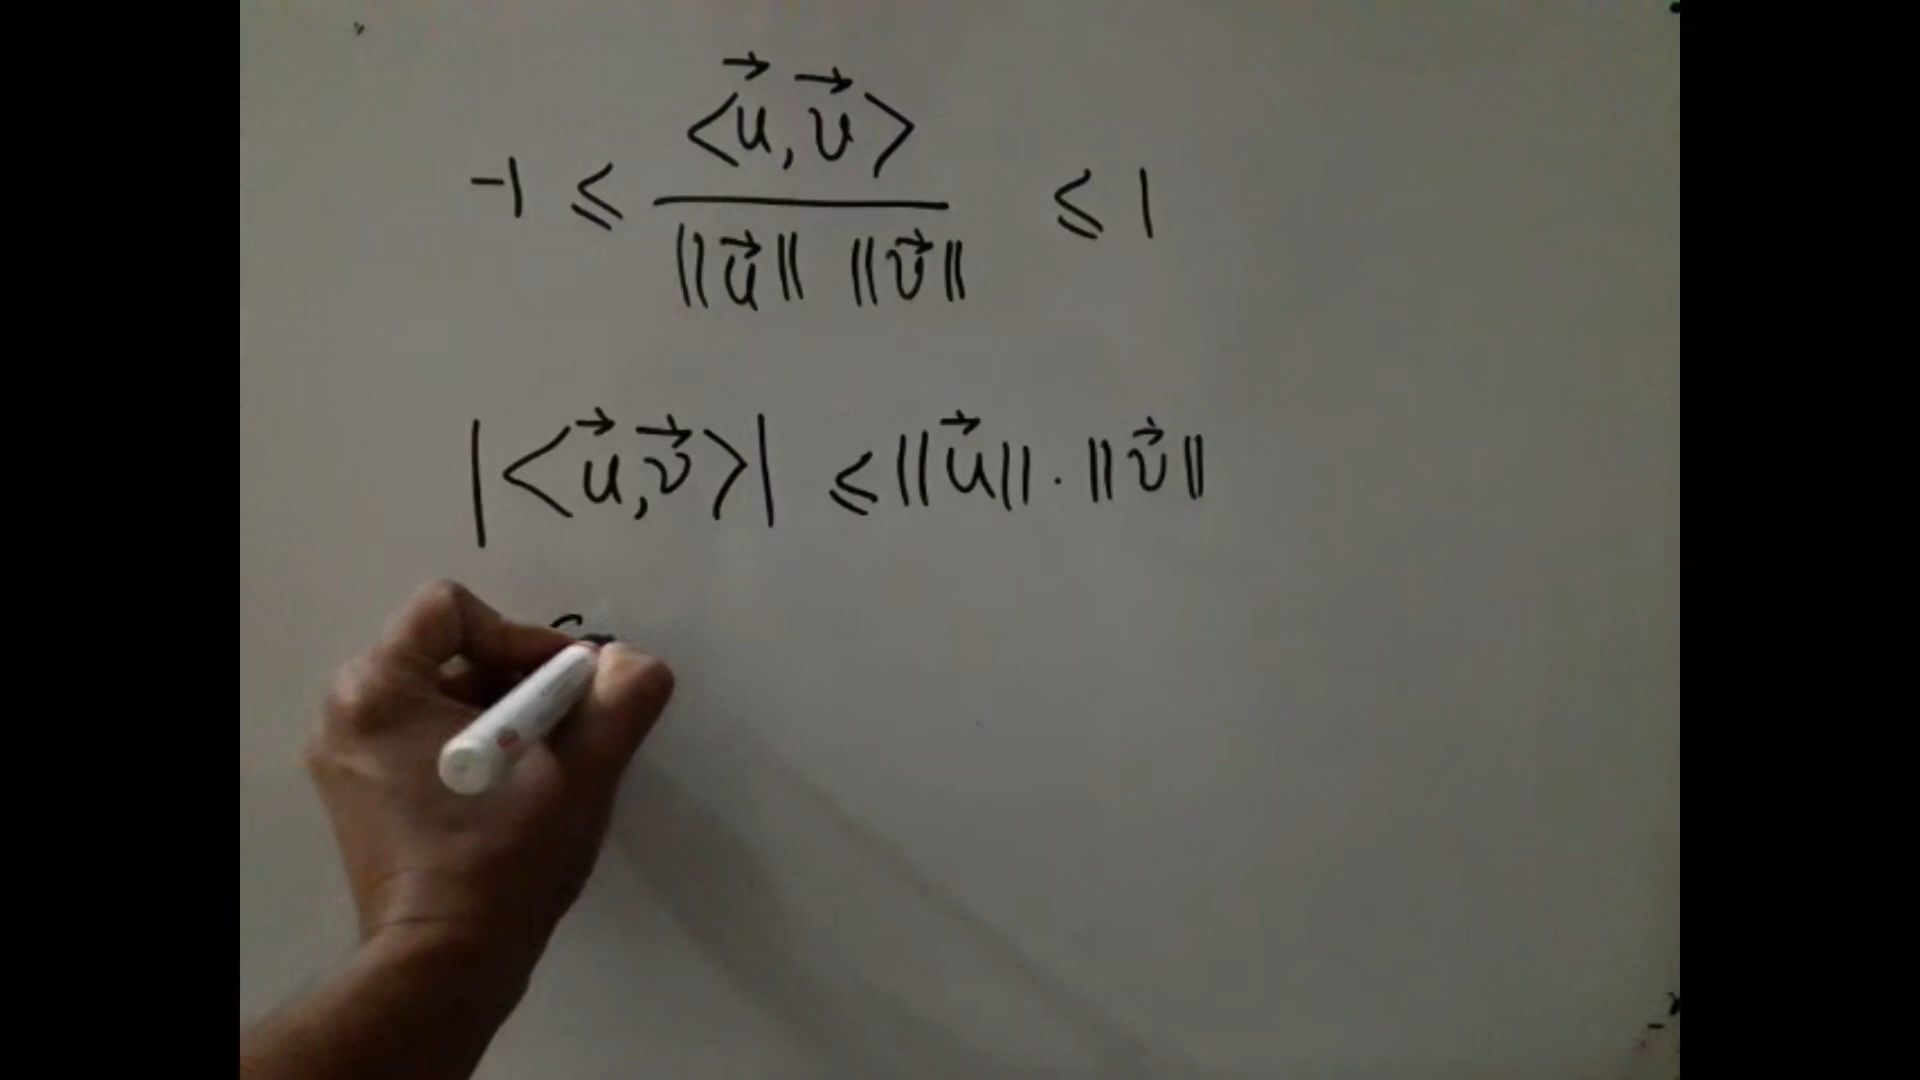 -1 ≤ <u⃗, v⃗> / ||u⃗|| ||v⃗|| ≤ 1
|<u⃗, v⃗>| ≤ ||u⃗|| · ||v⃗||